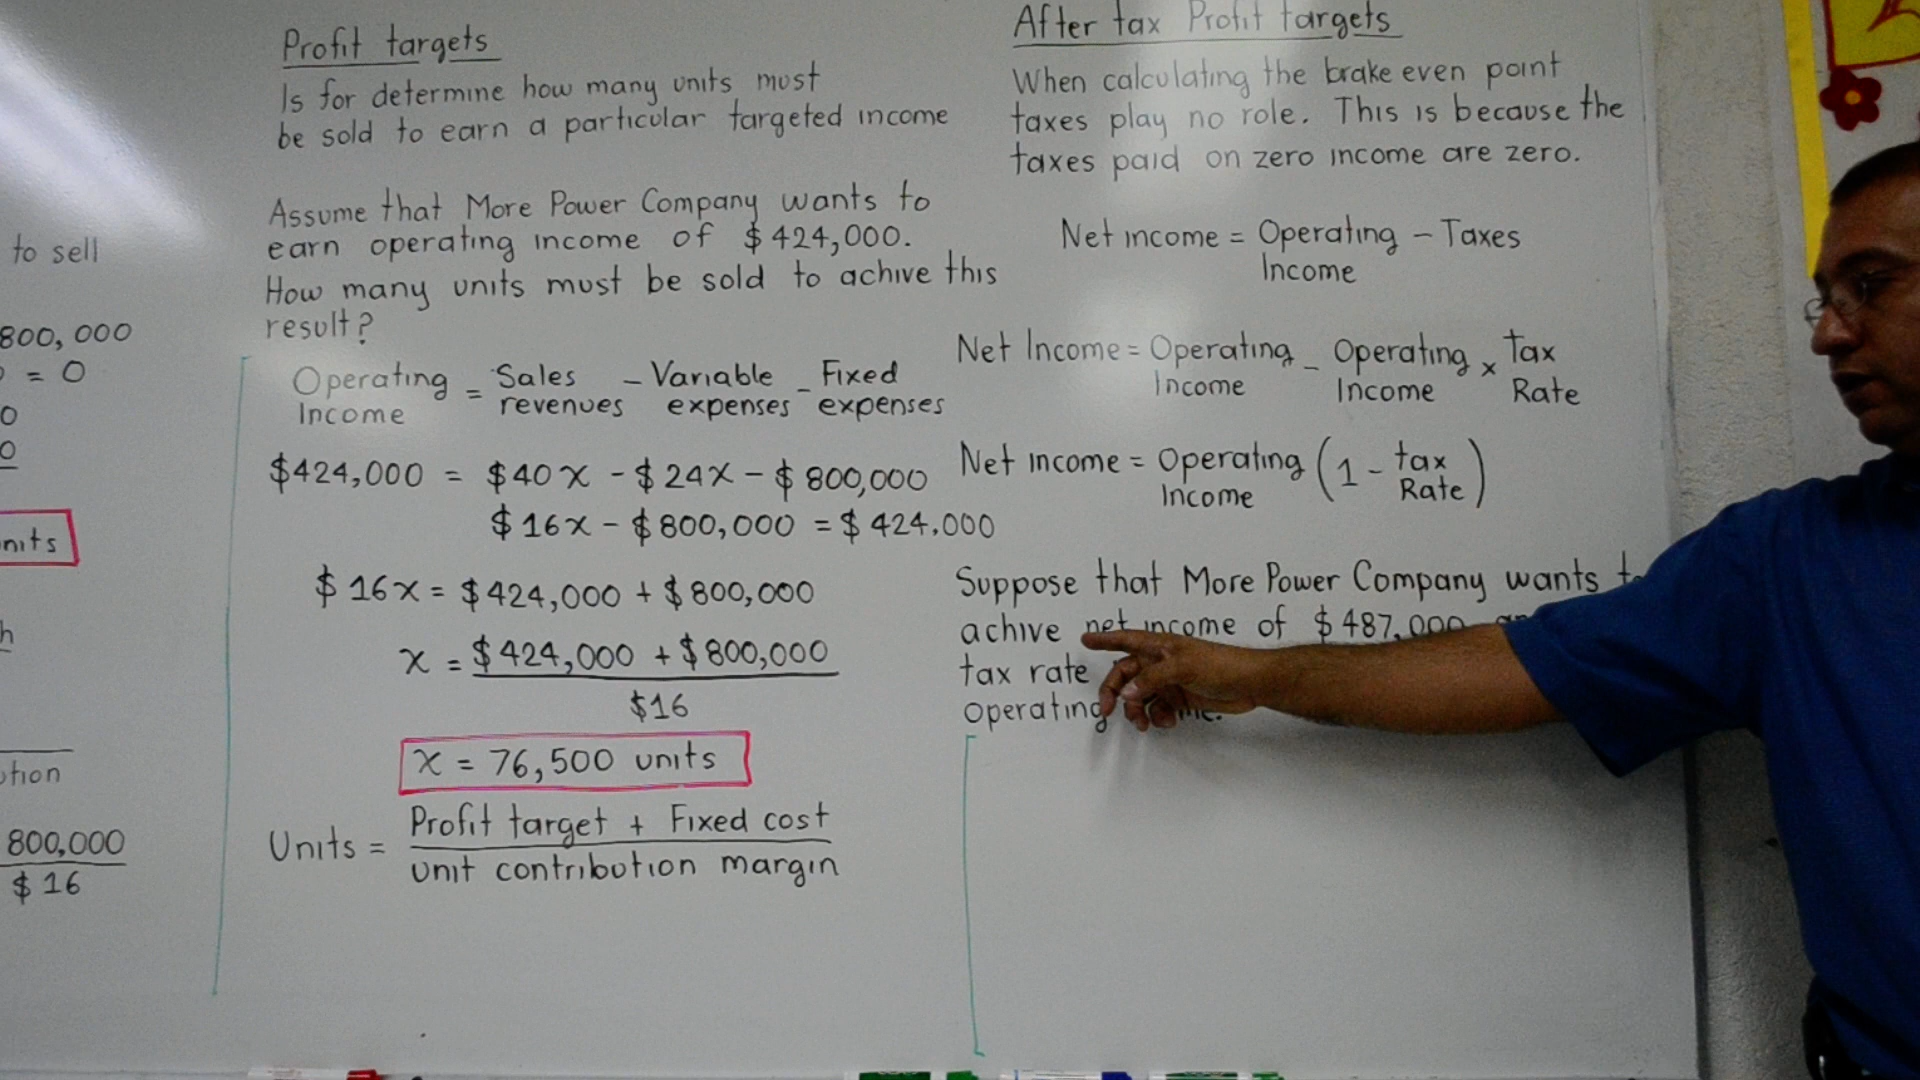 to sell
800,000
= 0
0
0
nits
h
tion
800,000
$16
Profit targets
Is for determine how many units must
be sold to earn a particular targeted income
Assume that More Power Company wants to
earn operating income of $424,000.
How many units must be sold to achive this
result?
Operating Income = Sales revenues – Variable expenses – Fixed expenses
$424,000 = $40x - $24x - $800,000
$16x - $800,000 = $424.000
$16x = $424,000 + $800,000
x = $424,000 + $800,000
$16
x = 76,500 units
Units = Profit target + Fixed cost
unit contribution margin
After tax Profit targets
When calculating the brake even point
taxes play no role. This is because the
taxes paid on zero income are zero.
Net income = Operating Income – Taxes
Net Income = Operating Income – Operating Income x Tax Rate
Net income = Operating Income (1 - tax Rate)
Suppose that More Power Company wants
achive net income of $487,000
tax rate
operating